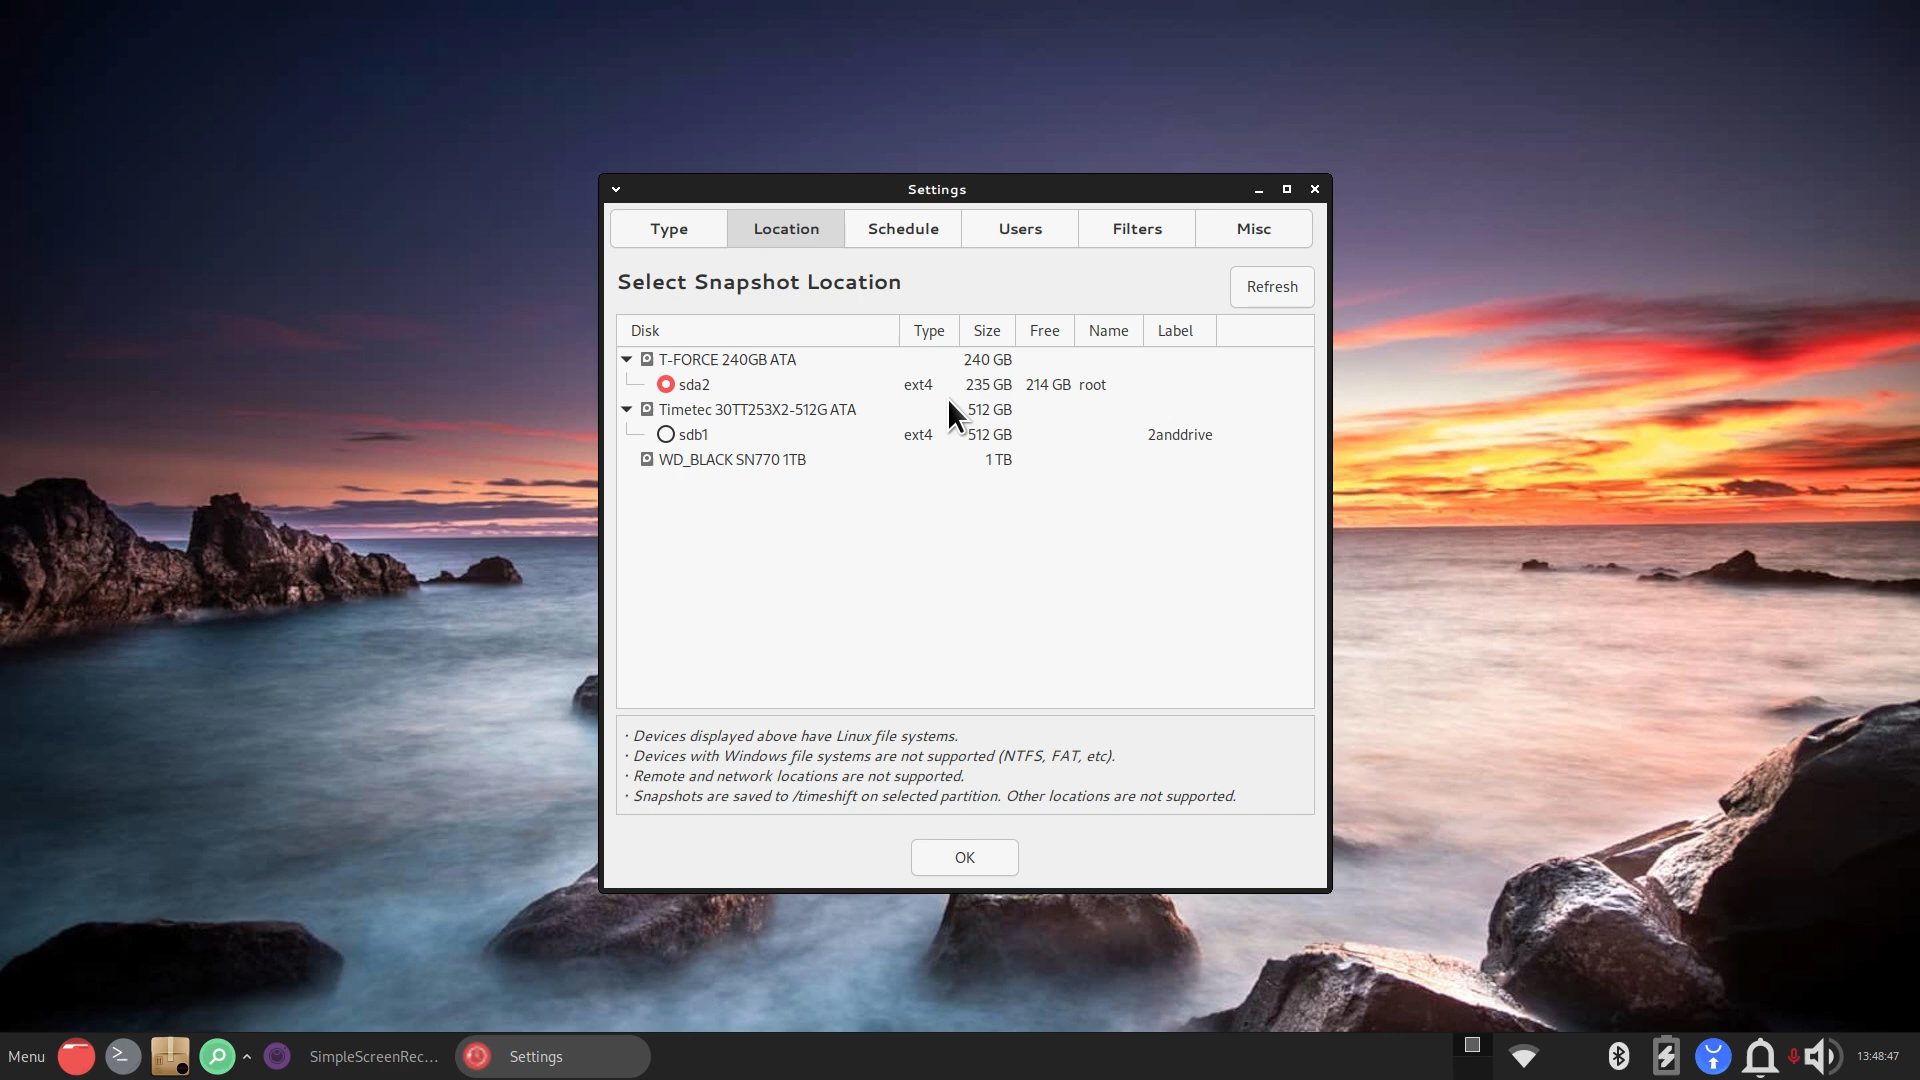 Settings
Type Location Schedule Users Filters Misc
Select Snapshot Location
Refresh
Disk Type Size Free Name Label
T-FORCE 240GB ATA 240 GB
sda2 ext4 235 GB 214 GB root
Timetec 30TT253X2-512G ATA 512 GB
sdb1 ext4 512 GB 2anddrive
WD_BLACK SN770 1TB 1 TB
· Devices displayed above have Linux file systems.
· Devices with Windows file systems are not supported (NTFS, FAT, etc).
· Remote and network locations are not supported.
· Snapshots are saved to /timeshift on selected partition. Other locations are not supported.
OK
Menu SimpleScreenRec... Settings 13:48:47